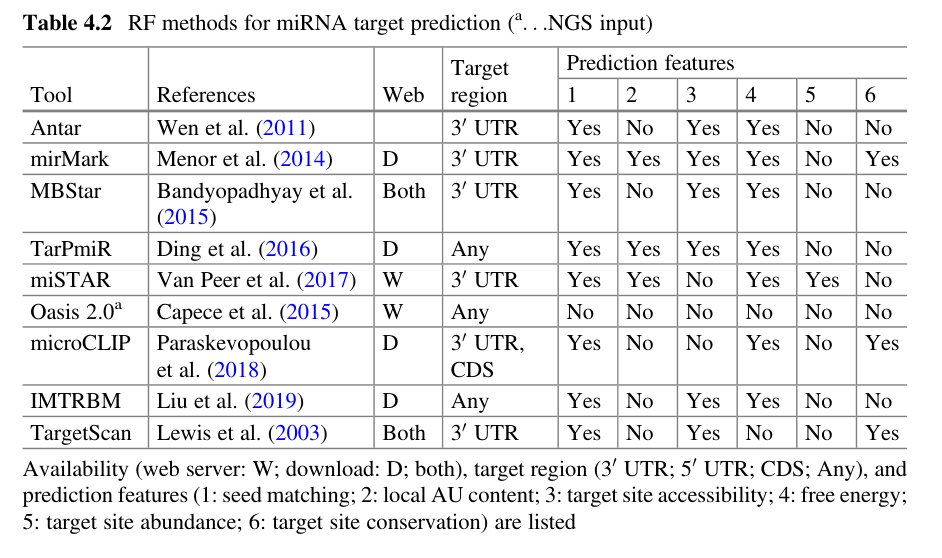 Table 4.2 RF methods for miRNA target prediction (a. . .NGS input)
Tool References Web Target region Prediction features
1 2 3 4 5 6
Antar Wen et al. (2011) 3′ UTR Yes No Yes Yes No No
mirMark Menor et al. (2014) D 3′ UTR Yes Yes Yes Yes No Yes
MBStar Bandyopadhyay et al. (2015) Both 3′ UTR Yes No Yes Yes No No
TarPmiR Ding et al. (2016) D Any Yes Yes Yes Yes No No
miSTAR Van Peer et al. (2017) W 3′ UTR Yes Yes No Yes Yes No
Oasis 2.0a Capece et al. (2015) W Any No No No No No No
microCLIP Paraskevopoulou et al. (2018) D 3′ UTR, CDS Yes No No Yes No Yes
IMTRBM Liu et al. (2019) D Any Yes No Yes Yes No No
TargetScan Lewis et al. (2003) Both 3′ UTR Yes No Yes No No Yes
Availability (web server: W; download: D; both), target region (3′ UTR; 5′ UTR; CDS; Any), and
prediction features (1: seed matching; 2: local AU content; 3: target site accessibility; 4: free energy;
5: target site abundance; 6: target site conservation) are listed